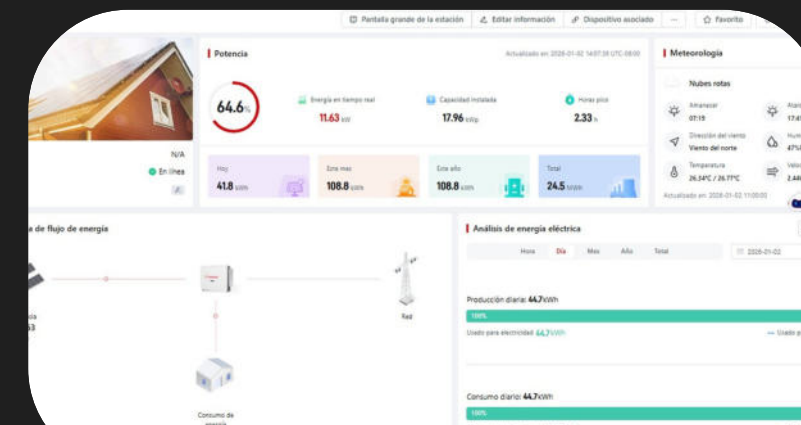 Pantalla grande de la estación
Editar información
Dispositivo asociado
Favorito
Potencia
Actualizado en: 2026-01-02 14:07:38 UTC-08:00
Meteorología
Nubes rotas
64.6%
Energía en tiempo real
11.63 kW
Capacidad instalada
17.96 kWp
Horas pico
2.33 h
Amanecer
07:19
Dirección del viento
Viento del norte
47%
Temperatura
26.34ºC / 26.77ºC
Actualizado en: 2026-01-02 11:00:00
N/A
En línea
Hoy
41.8 kWh
Este mes
108.8 kWh
Este año
108.8 kWh
Total
24.5 MWh
a de flujo de energía
Red
Consumo de
energía
Análisis de energía eléctrica
Hora
Día
Mes
Año
Total
2026-01-02
Producción diaria: 44.7kWh
100%
Usado para electricidad 44.7kWh
Consumo diario: 44.7kWh
100%